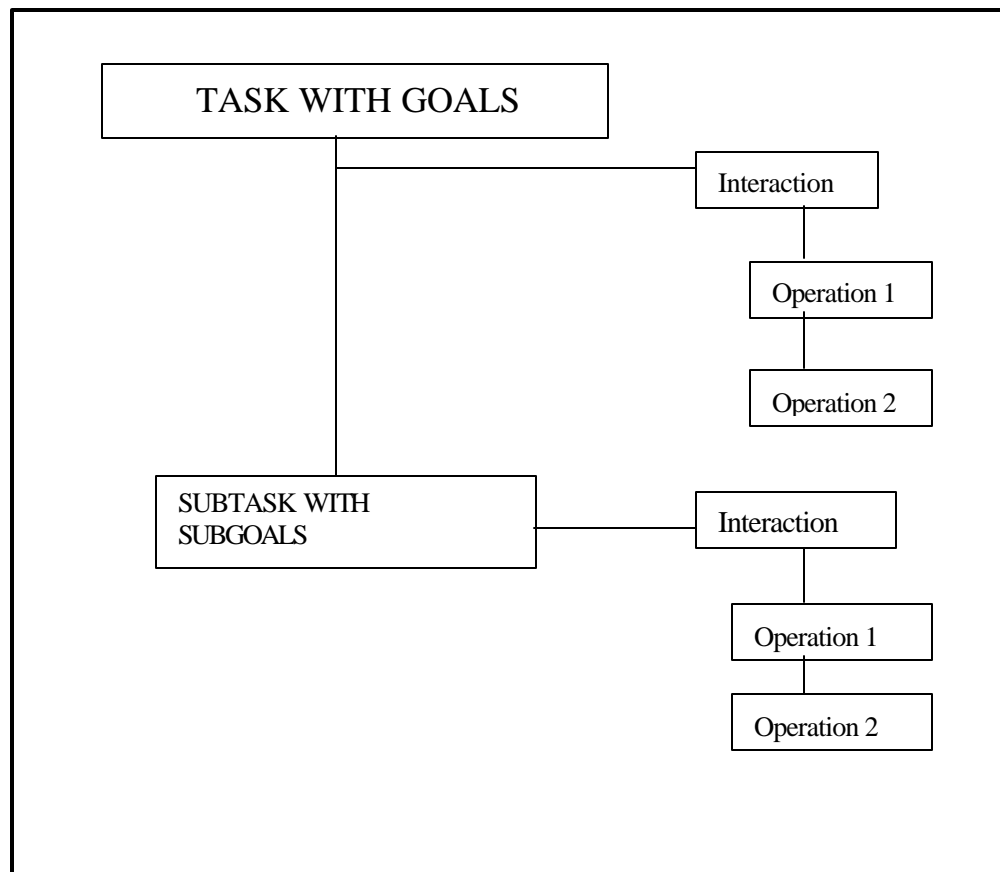 TASK WITH GOALS
Interaction
Operation 1
Operation 2
SUBTASK WITH
SUBGOALS
Interaction
Operation 1
Operation 2